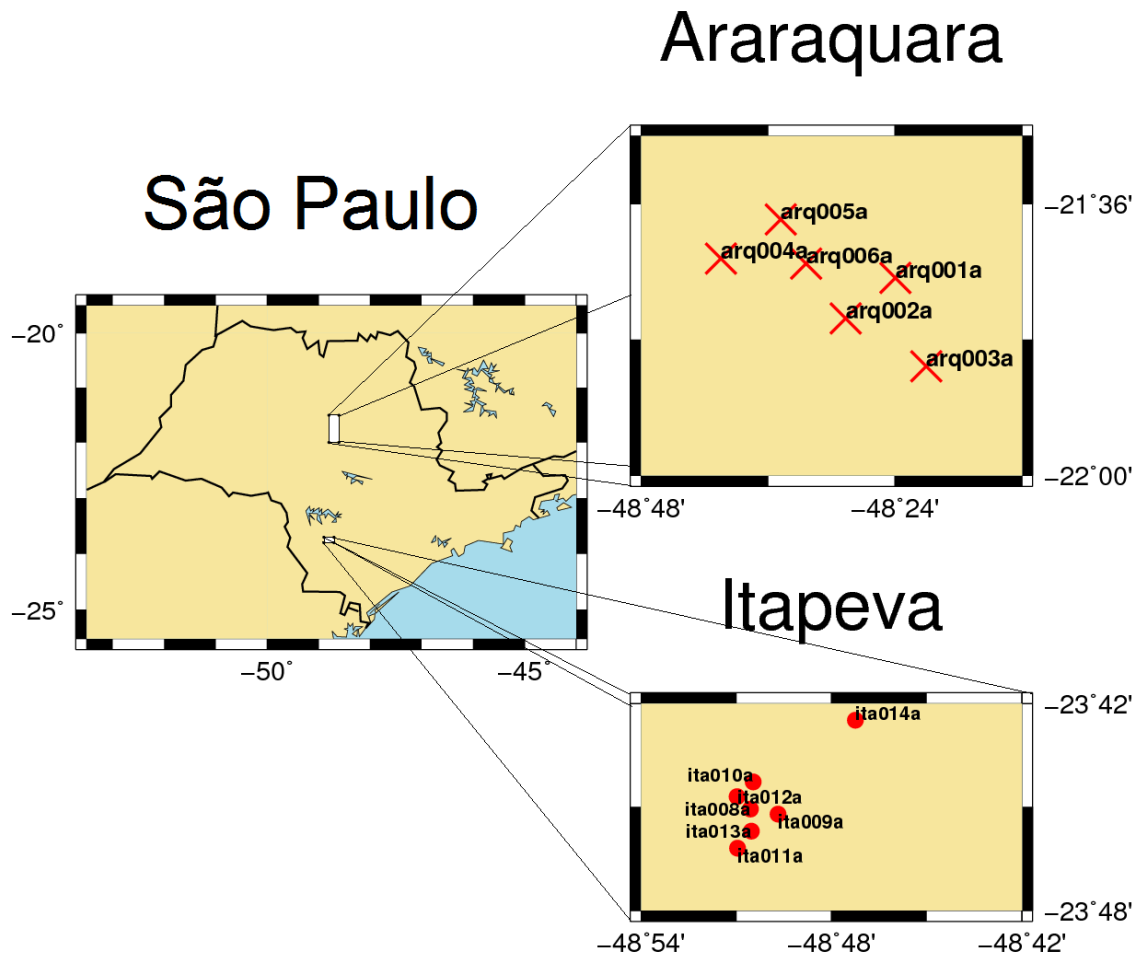 Araraquara
São Paulo
arq005a
arq004a
arq006a
arq001a
arq002a
arq003a
−21˚36'
−22˚00'
−48˚48'
−48˚24'
−20˚
−25˚
−50˚
−45˚
Itapeva
ita014a
ita010a
ita012a
ita008a
ita009a
ita013a
ita011a
−23˚42'
−23˚48'
−48˚54'
−48˚48'
−48˚42'